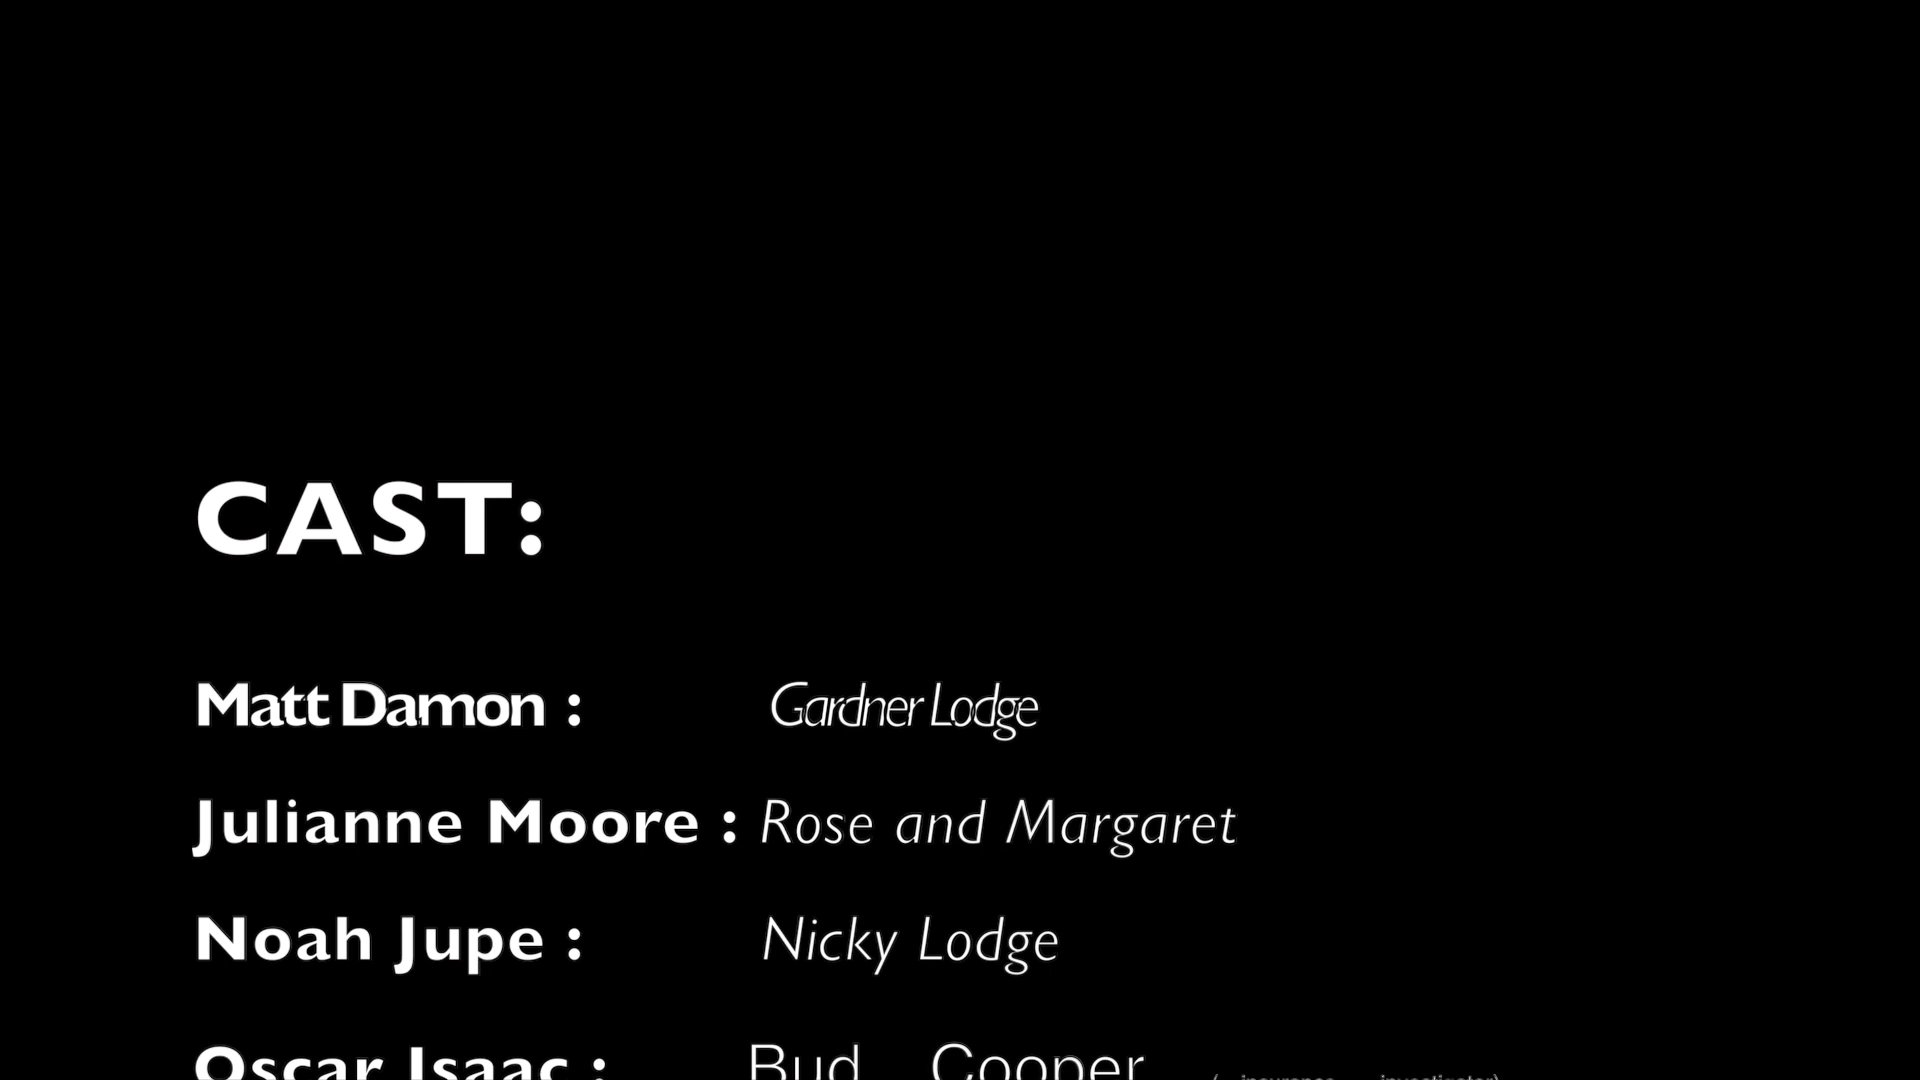 CAST:
Matt Damon : Gardner Lodge
Julianne Moore : Rose and Margaret
Noah Jupe : Nicky Lodge
Oscar Isaac : Bud Cooper